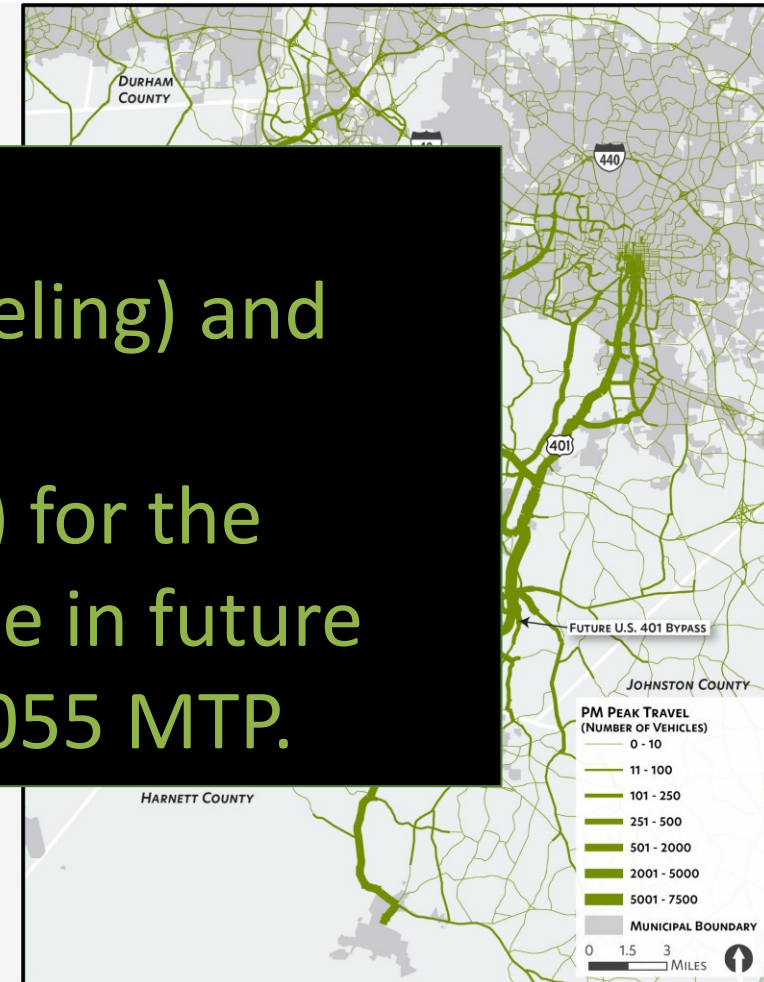 DURHAM
COUNTY
440
eling) and
) for the
e in future
055 MTP.
401
FUTURE U.S. 401 BYPASS
JOHNSTON COUNTY
HARNETT COUNTY
PM PEAK TRAVEL
(NUMBER OF VEHICLES)
0 - 10
11 - 100
101 - 250
251 - 500
501 - 2000
2001 - 5000
5001 - 7500
MUNICIPAL BOUNDARY
0 1.5 3
MILES